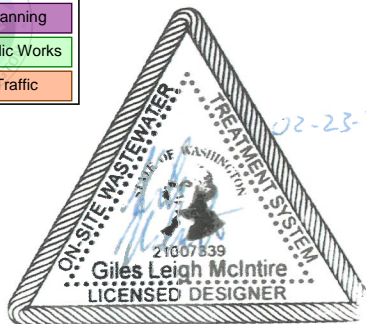 anning
lic Works
Traffic
02-23-
ON-SITE WASTEWATER
TREATMENT SYSTEM
STATE OF WASHINGTON
21007339
Giles Leigh McIntire
LICENSED DESIGNER